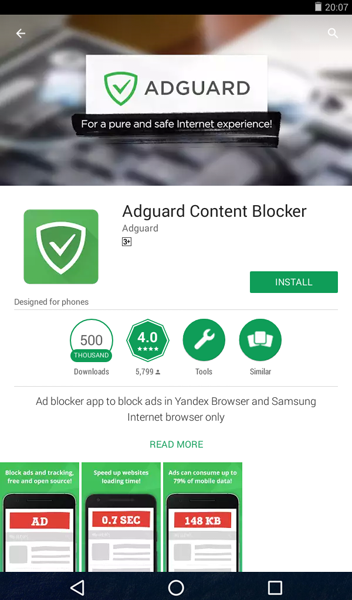 20:07
ADGUARD
For a pure and safe Internet experience!
Adguard Content Blocker
Adguard
3+
INSTALL
Designed for phones
500
THOUSAND
4.0
Downloads
5,799
Tools
Similar
Ad blocker app to block ads in Yandex Browser and Samsung
Internet browser only
READ MORE
Block ads and tracking,
free and open source!
Speed up websites
loading time!
Ads can consume up to
79% of mobile data!
AD
0.7 SEC
148 KB